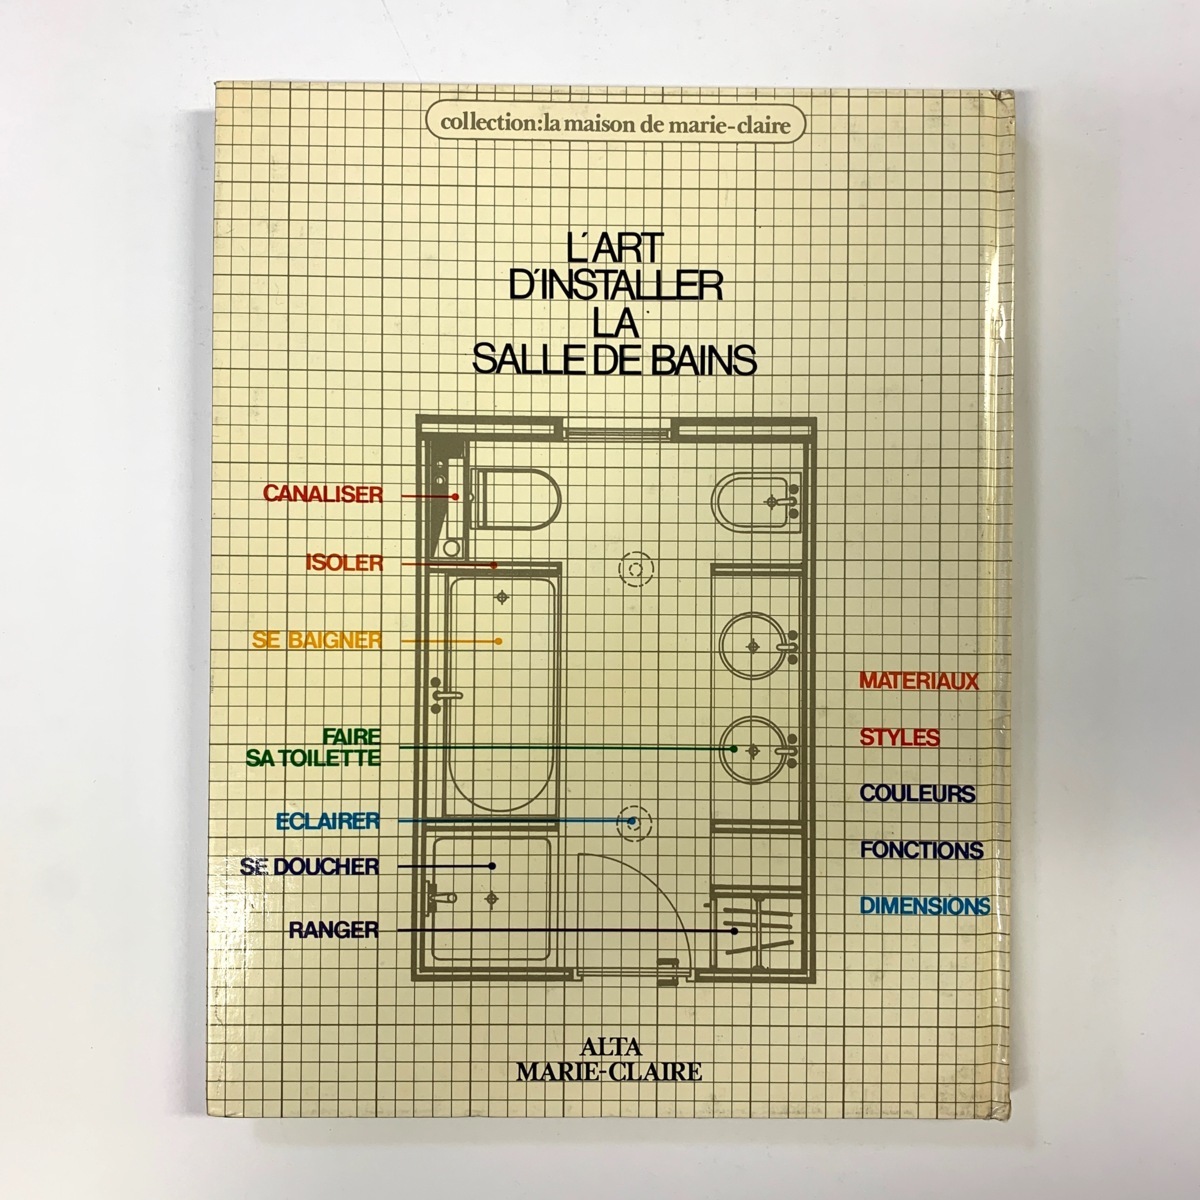 collection:la maison de marie-claire
L'ART
D'INSTALLER
LA
SALLE DE BAINS
CANALISER
ISOLER
SE BAIGNER
FAIRE
SA TOILETTE
ECLAIRER
SE DOUCHER
RANGER
MATERIAUX
STYLES
COULEURS
FONCTIONS
DIMENSIONS
ALTA
MARIE-CLAIRE